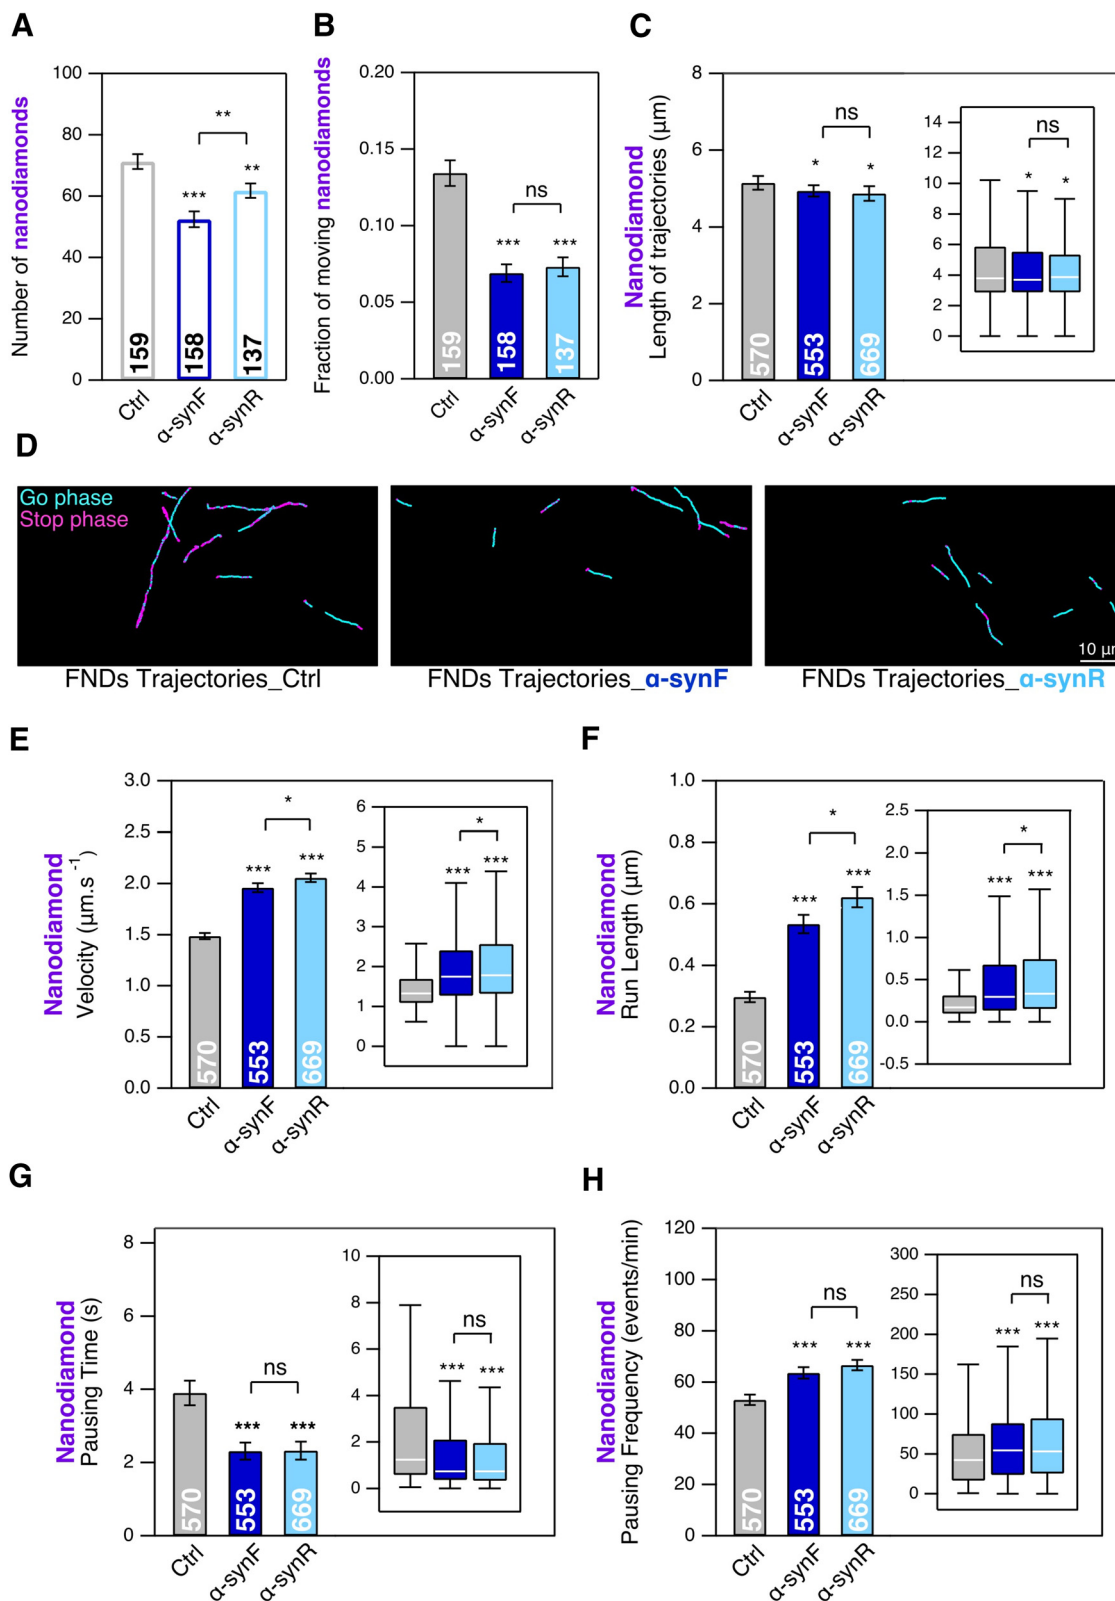 A
Number of nanodiamonds
100
80
60
40
20
0
**
***
**
159
158
137
Ctrl
α-synF
α-synR
B
Fraction of moving nanodiamonds
0.20
0.15
0.10
0.05
0.00
ns
***
***
159
158
137
Ctrl
α-synF
α-synR
C
Nanodiamond
Length of trajectories (µm)
8
6
4
2
0
ns
*
*
570
553
669
Ctrl
α-synF
α-synR
14
12
10
8
6
4
2
0
ns
*
*
D
Go phase
Stop phase
10 µm
FNDs Trajectories_Ctrl
FNDs Trajectories_α-synF
FNDs Trajectories_α-synR
E
Nanodiamond
Velocity (µm.s⁻¹)
3.0
2.5
2.0
1.5
1.0
0.5
0.0
*
***
***
570
553
669
Ctrl
α-synF
α-synR
6
5
4
3
2
1
0
*
***
***
F
Nanodiamond
Run Length (µm)
1.0
0.8
0.6
0.4
0.2
0.0
*
***
***
570
553
669
Ctrl
α-synF
α-synR
2.5
2.0
1.5
1.0
0.5
0.0
-0.5
*
***
***
G
Nanodiamond
Pausing Time (s)
8
6
4
2
0
ns
***
***
570
553
669
Ctrl
α-synF
α-synR
10
8
6
4
2
0
ns
***
***
H
Nanodiamond
Pausing Frequency (events/min)
120
100
80
60
40
20
0
ns
***
***
570
553
669
Ctrl
α-synF
α-synR
300
250
200
150
100
50
0
ns
***
***